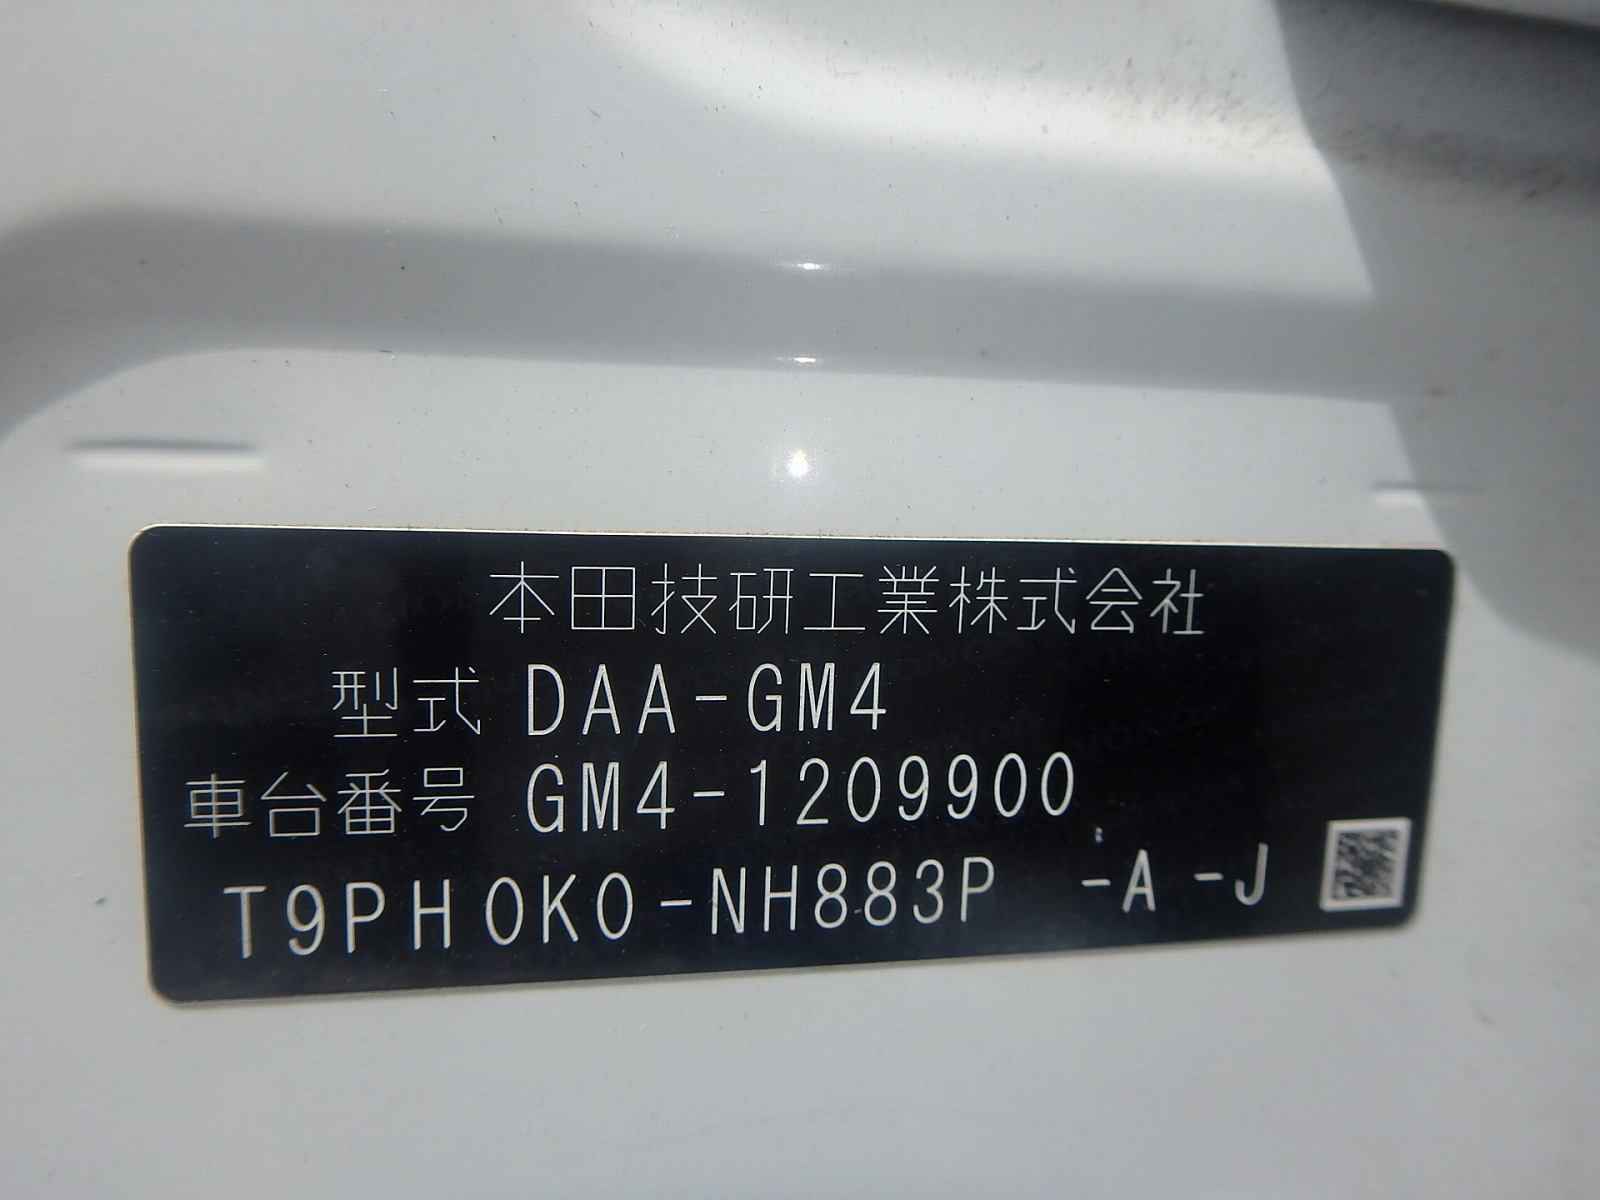 本田技研工業株式会社
型式 DAA-GM4
車台番号 GM4-1209900
T9PH0K0-NH883P -A-J